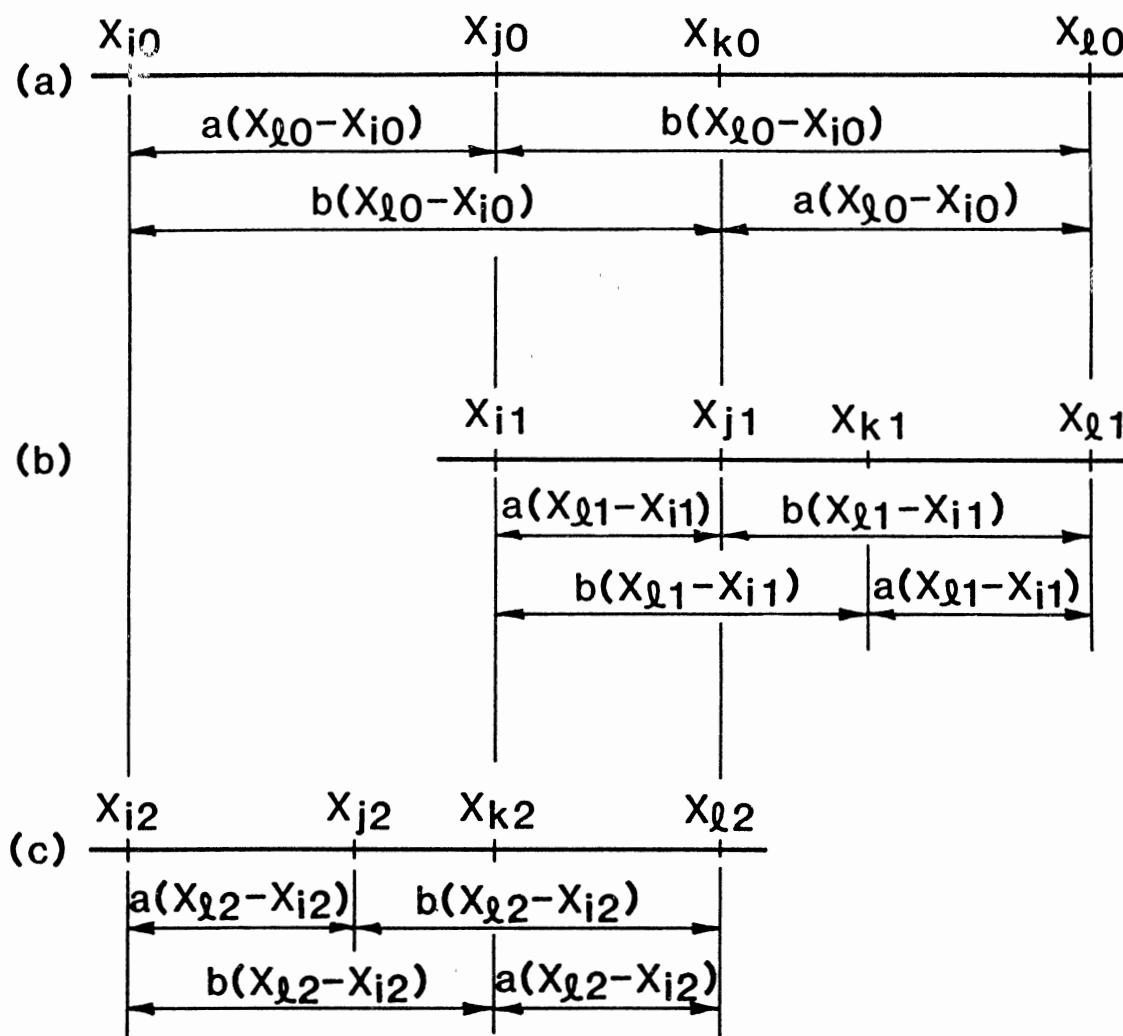 Xi0 Xj0 Xk0 Xℓ0
(a)
a(Xℓ0-Xi0) b(Xℓ0-Xi0)
b(Xℓ0-Xi0) a(Xℓ0-Xi0)
Xi1 Xj1 Xk1 Xℓ1
(b)
a(Xℓ1-Xi1) b(Xℓ1-Xi1)
b(Xℓ1-Xi1) a(Xℓ1-Xi1)
Xi2 Xj2 Xk2 Xℓ2
(c)
a(Xℓ2-Xi2) b(Xℓ2-Xi2)
b(Xℓ2-Xi2) a(Xℓ2-Xi2)